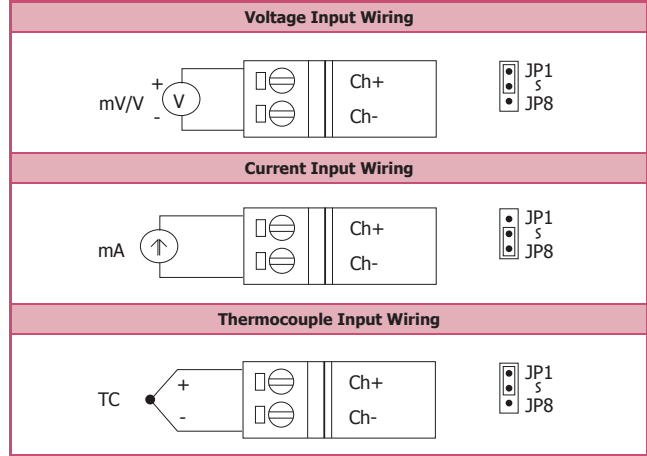 Voltage Input Wiring
mV/V
+
-
V
Ch+
Ch-
JP1
S
JP8
Current Input Wiring
mA
Ch+
Ch-
JP1
S
JP8
Thermocouple Input Wiring
TC
+
-
Ch+
Ch-
JP1
S
JP8